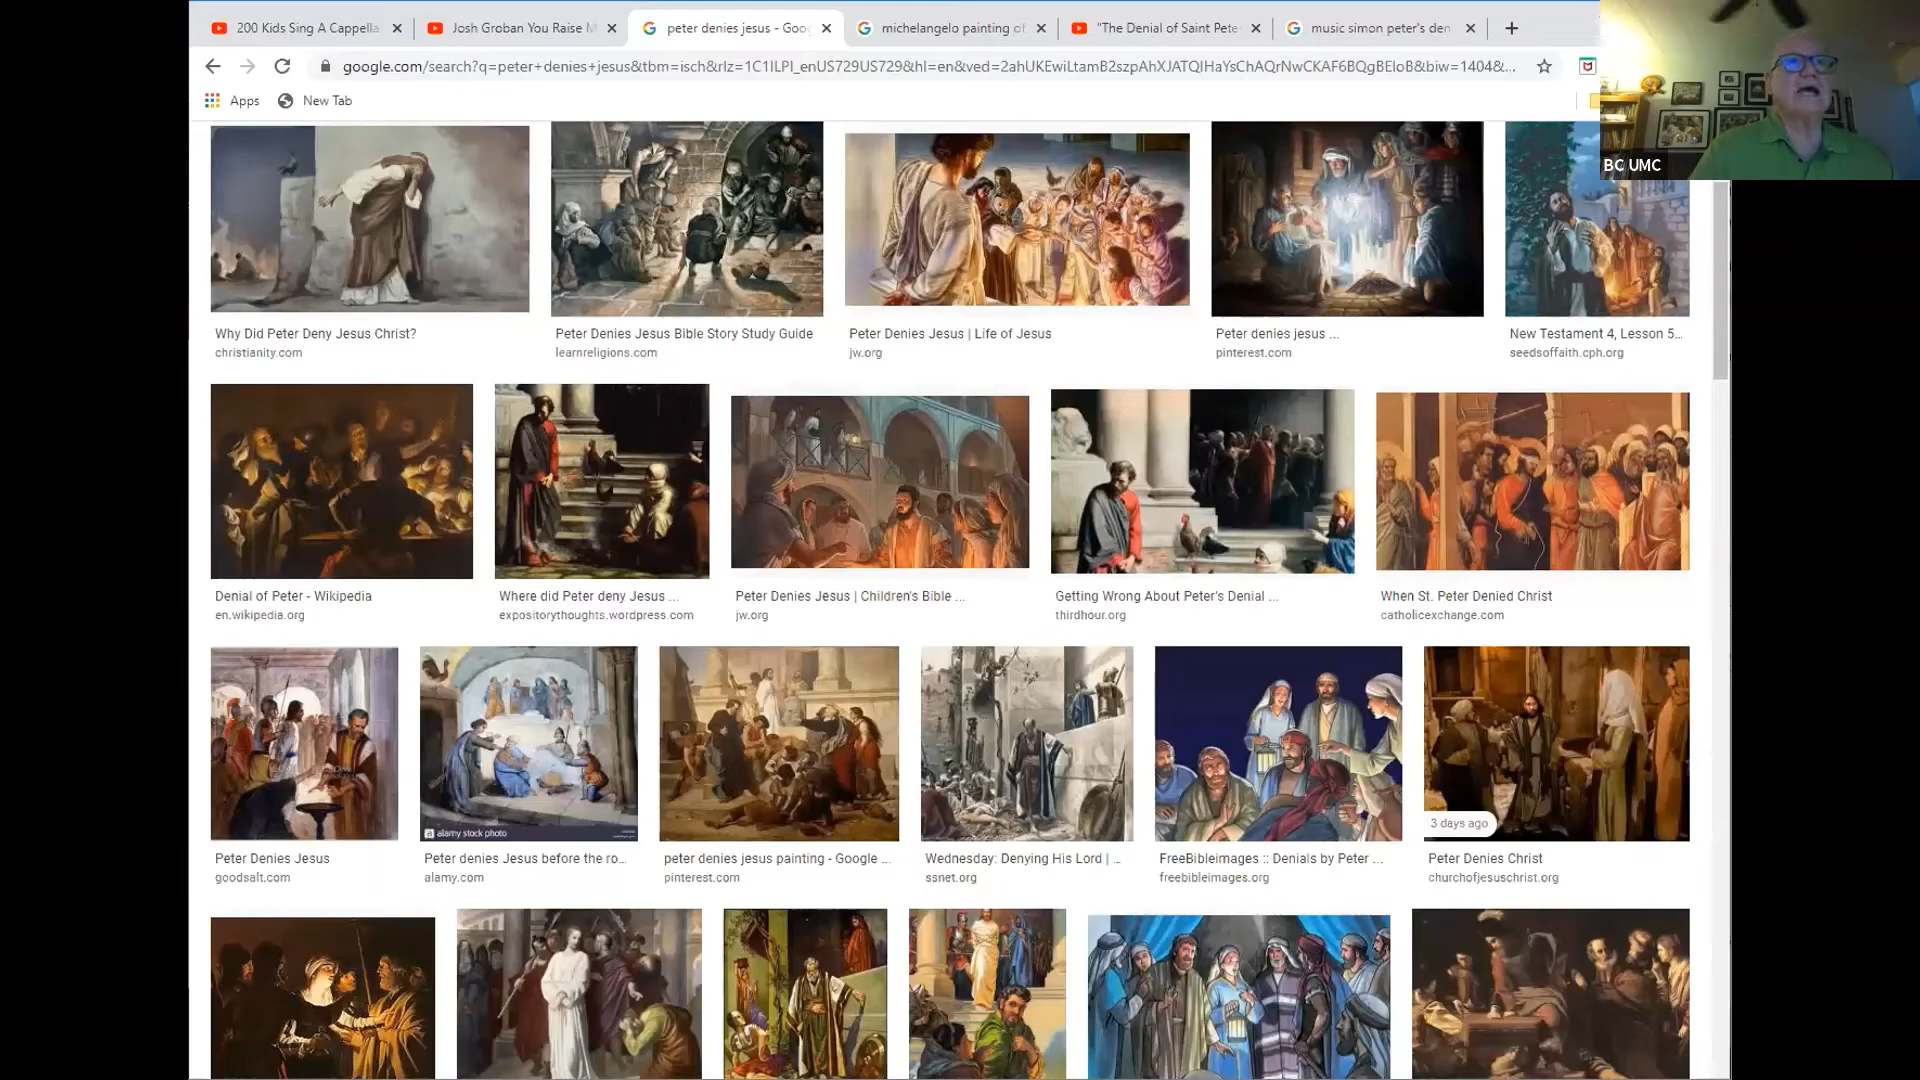 200 Kids Sing A Cappella
Josh Groban You Raise M
peter denies jesus - Goo
michelangelo painting of
"The Denial of Saint Pete
music simon peter's den
google.com/search?q=peter+denies+jesus&tbm=isch&rlz=1C1ILPI_enUS729US729&hl=en&ved=2ahUKEwiLtamB2szpAhXJATQIHaYsChAQrNwCKAF6BQgBEIoB&biw=1404&...
Apps
New Tab
BC UMC
Why Did Peter Deny Jesus Christ?
christianity.com
Peter Denies Jesus Bible Story Study Guide
learnreligions.com
Peter Denies Jesus | Life of Jesus
jw.org
Peter denies jesus ...
pinterest.com
New Testament 4, Lesson 5...
seedsoffaith.cph.org
Denial of Peter - Wikipedia
en.wikipedia.org
Where did Peter deny Jesus ...
expositorythoughts.wordpress.com
Peter Denies Jesus | Children's Bible ...
jw.org
Getting Wrong About Peter's Denial ...
thirdhour.org
When St. Peter Denied Christ
catholicexchange.com
a alamy stock photo
3 days ago
Peter Denies Jesus
goodsalt.com
Peter denies Jesus before the ro...
alamy.com
peter denies jesus painting - Google ...
pinterest.com
Wednesday: Denying His Lord | ...
ssnet.org
FreeBibleimages :: Denials by Peter ...
freebibleimages.org
Peter Denies Christ
churchofjesuschrist.org